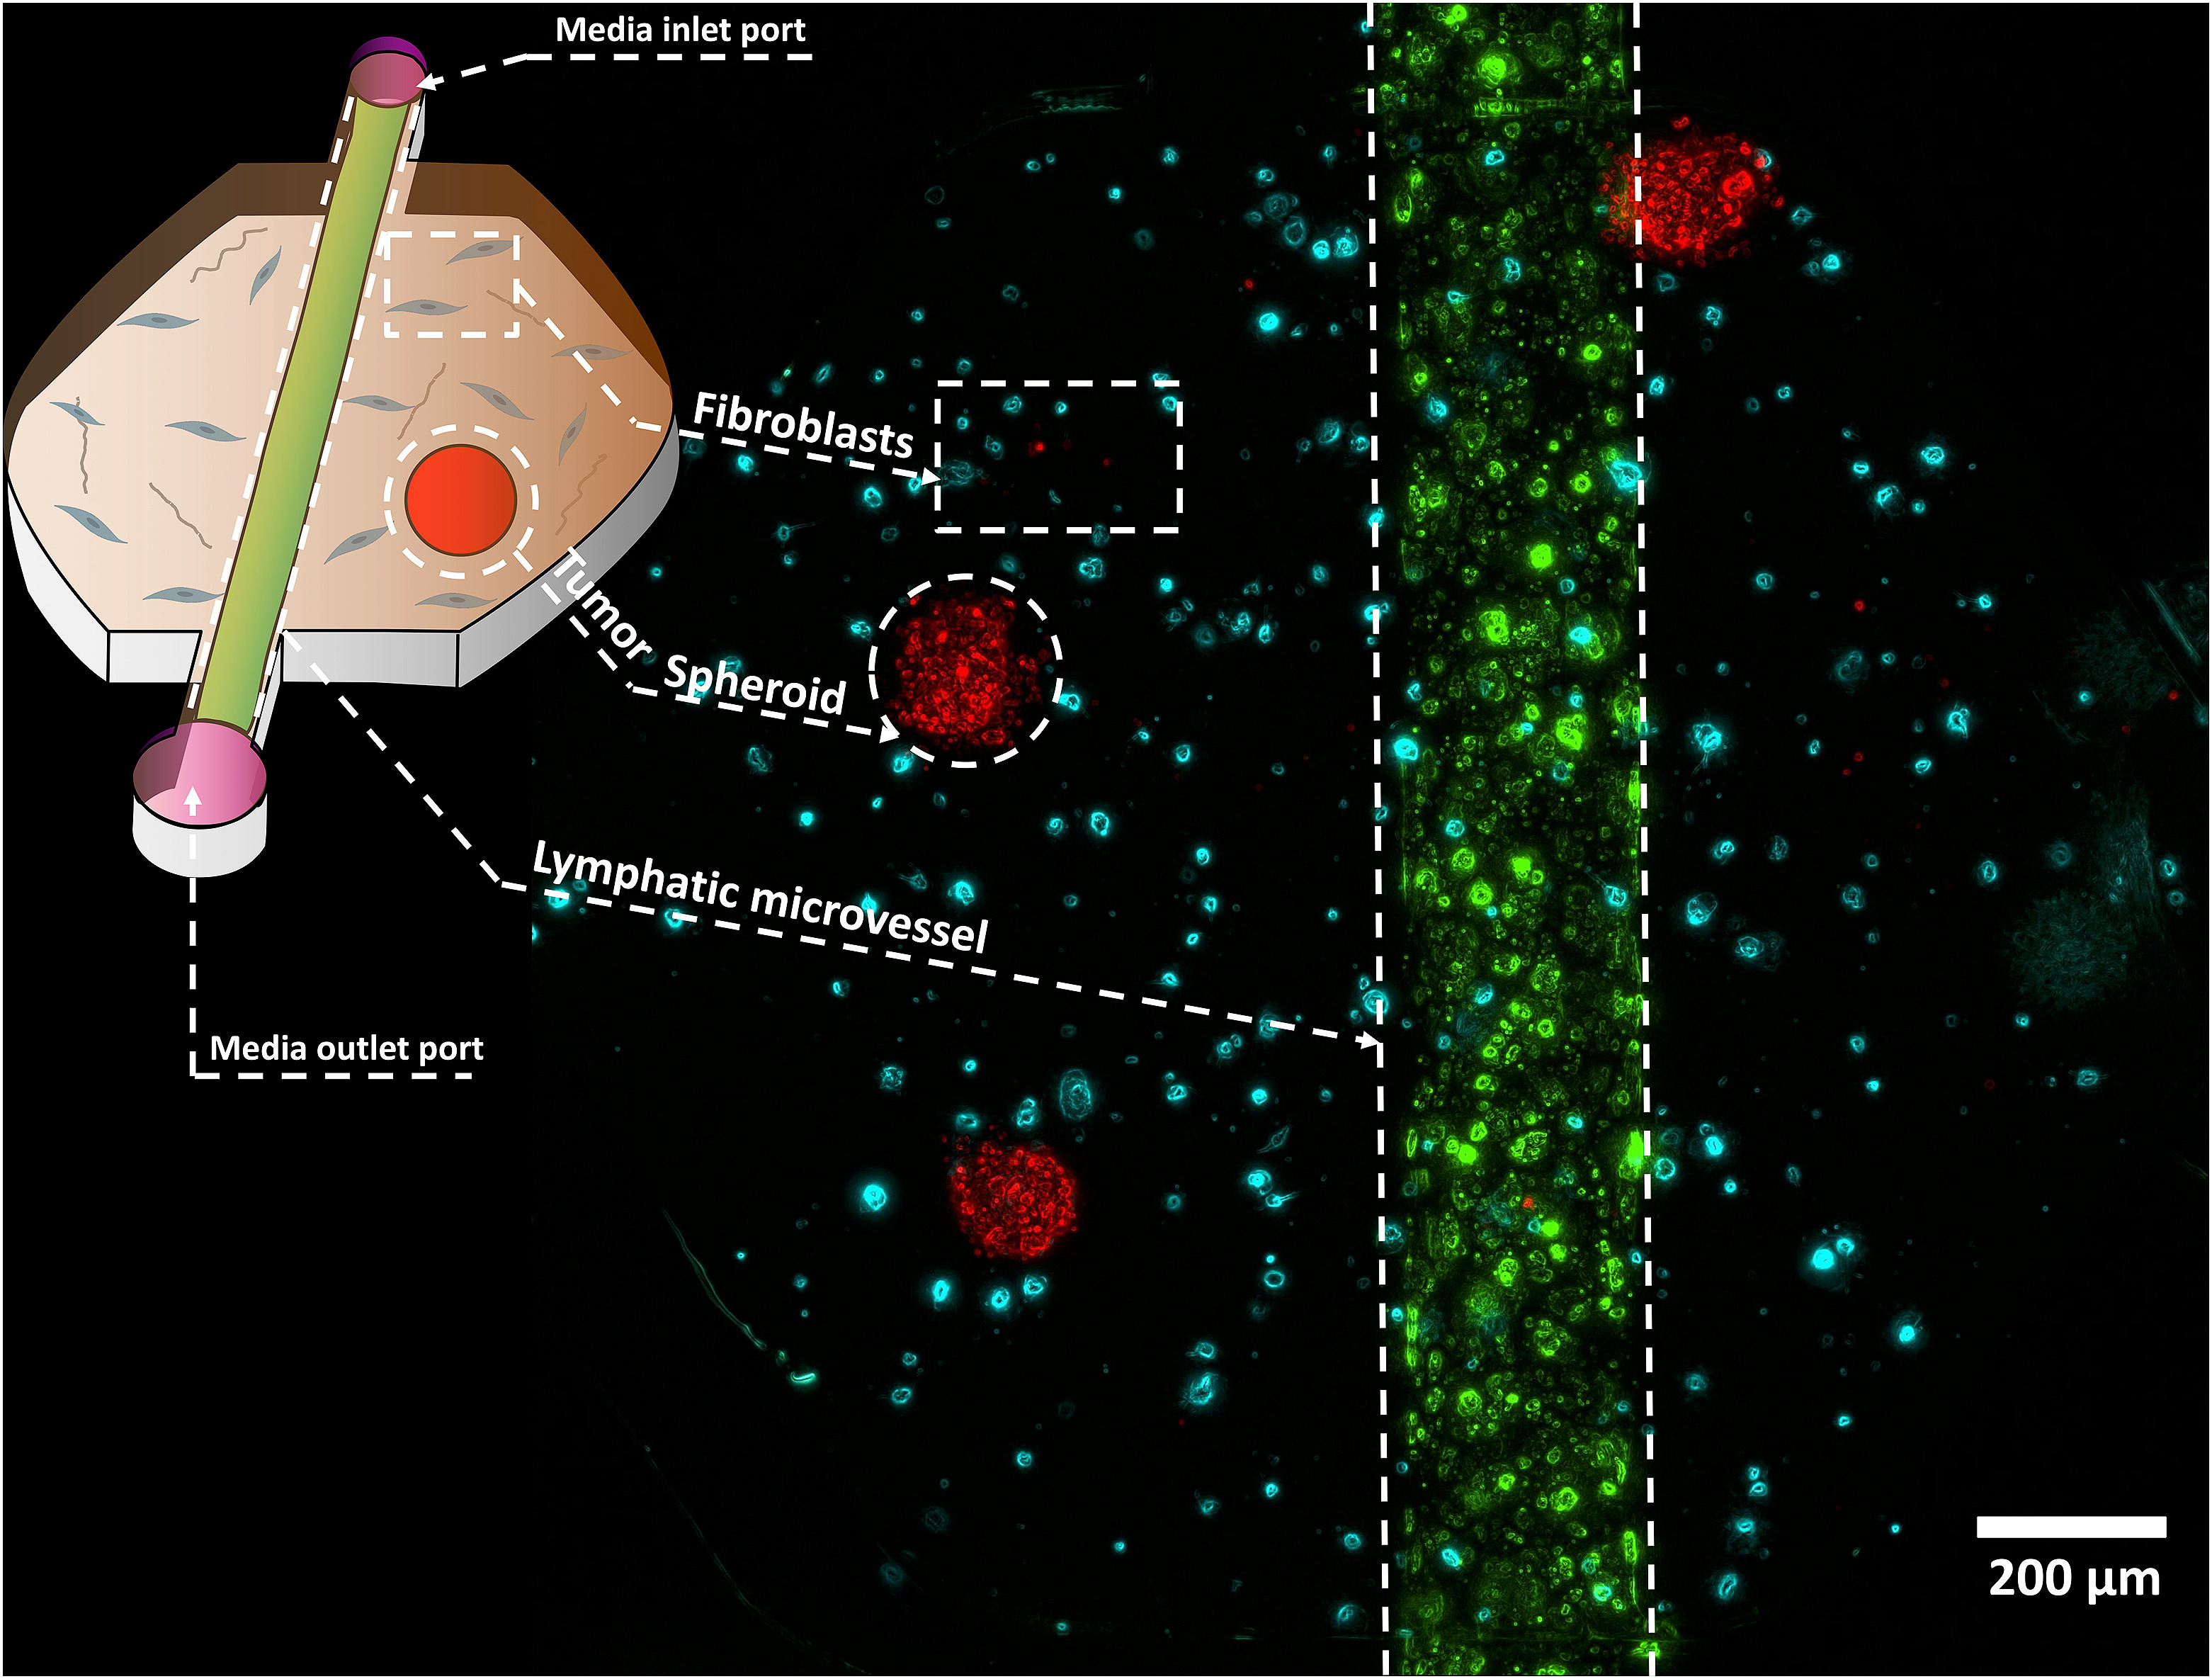 Media inlet port
Fibroblasts
Tumor Spheroid
Lymphatic microvessel
Media outlet port
200 µm